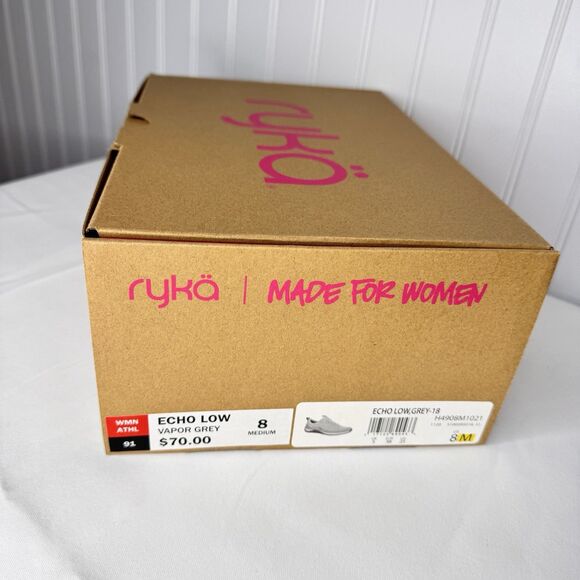 rykä
rykä | MADE FOR WOMEN
WMN ATHL
91
ECHO LOW
VAPOR GREY
$70.00
8
MEDIUM
ECHO LOW,GREY-18
H4908M1021
8 M